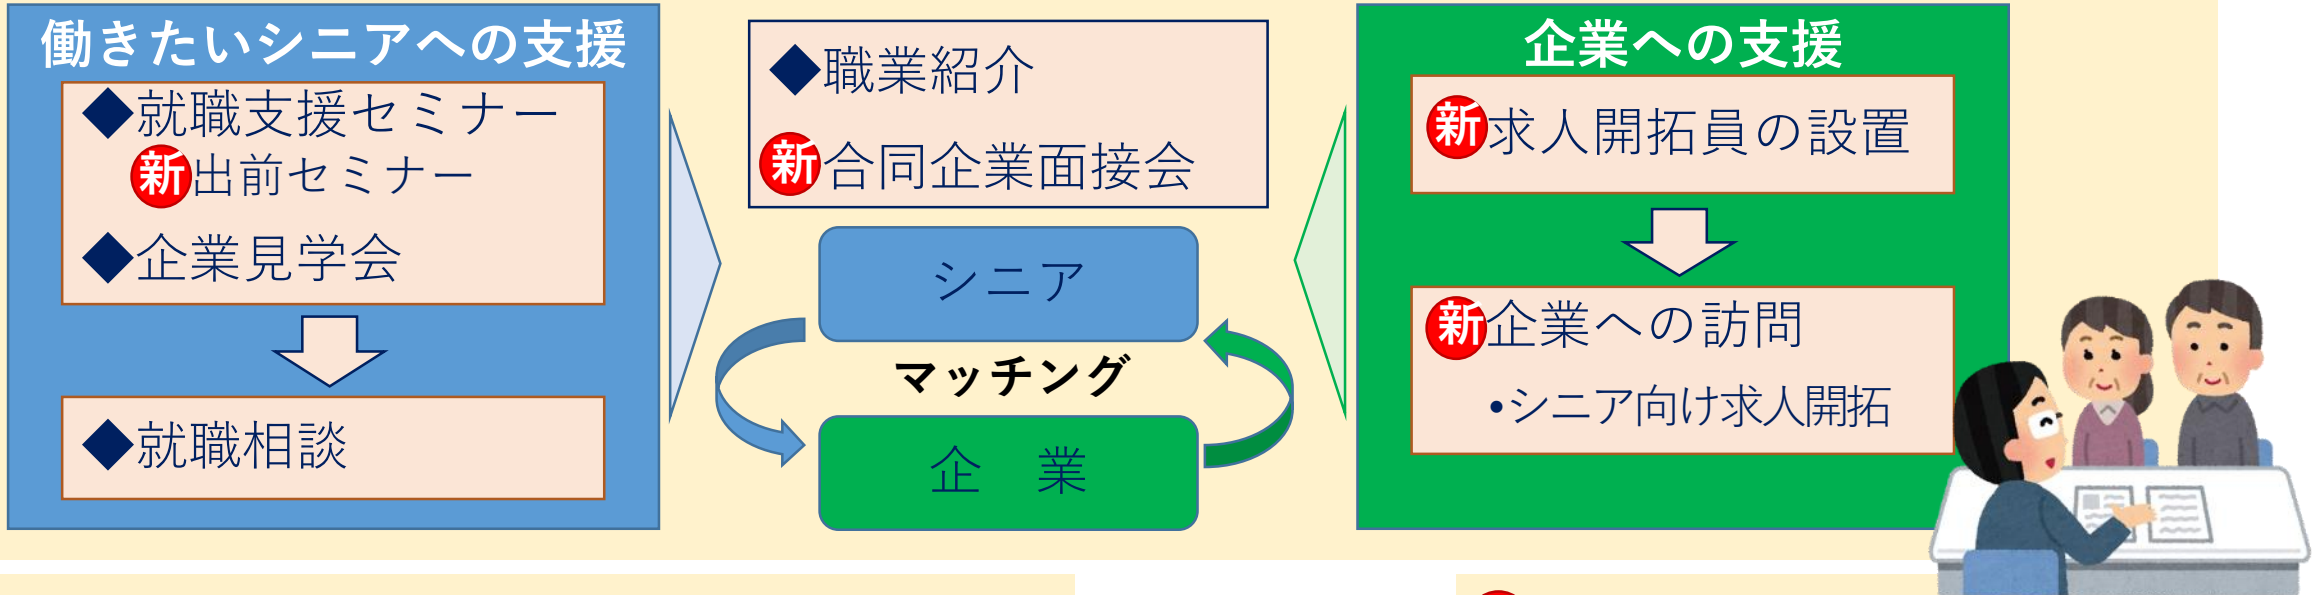 働きたいシニアへの支援
◆就職支援セミナー
新出前セミナー
◆企業見学会
◆就職相談
◆職業紹介
新合同企業面接会
シニア
マッチング
企　業
企業への支援
新求人開拓員の設置
新企業への訪問
•シニア向け求人開拓